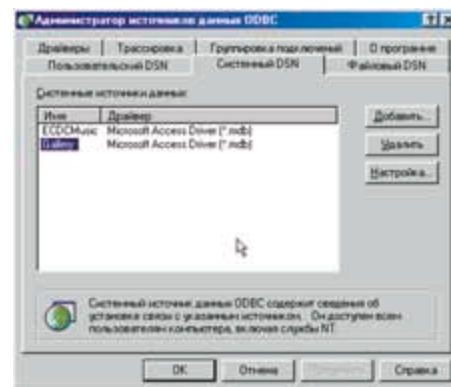 Администратор источников данных ODBC
Драйверы Трассировка Группировка подключений О программе
Пользовательский DSN Системный DSN Файловый DSN
Системные источники данных:
Имя Драйвер
ECDCMusic Microsoft Access Driver (*.mdb)
Gallery Microsoft Access Driver (*.mdb)
Добавить...
Удалить
Настройка...
Системный источник данных ODBC содержит сведения об
установке связи с указанным источником. Он доступен всем
пользователям компьютера, включая службы NT.
OK Отмена Справка